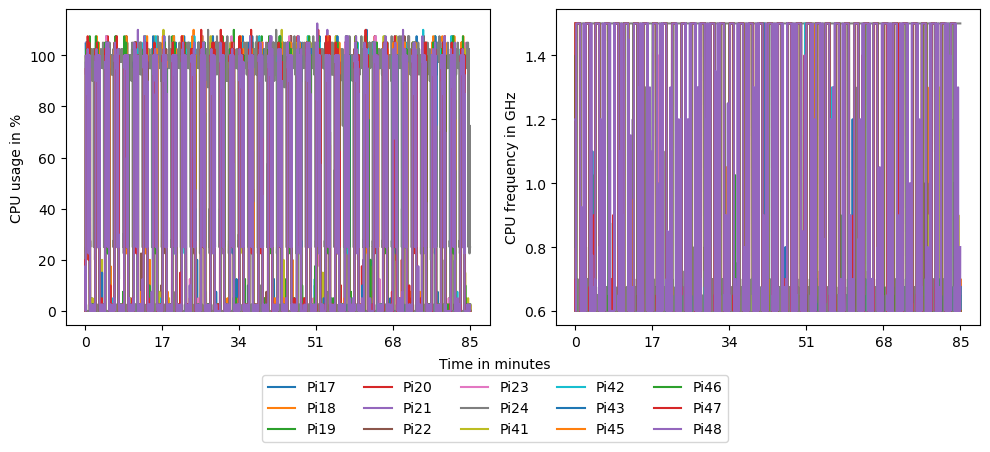 CPU usage in %
100
80
60
40
20
0
0 17 34 51 68 85
CPU frequency in GHz
1.4
1.2
1.0
0.8
0.6
0 17 34 51 68 85
Time in minutes
Pi17 Pi20 Pi23 Pi42 Pi46
Pi18 Pi21 Pi24 Pi43 Pi47
Pi19 Pi22 Pi41 Pi45 Pi48